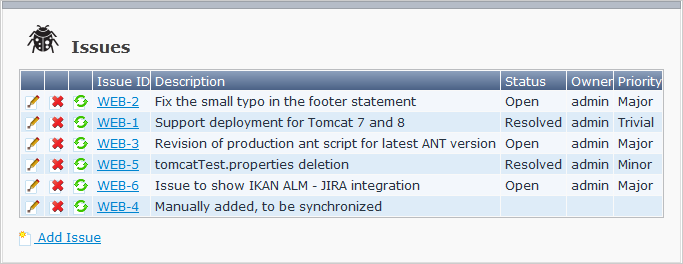 Issues
Issue ID Description Status Owner Priority
WEB-2 Fix the small typo in the footer statement Open admin Major
WEB-1 Support deployment for Tomcat 7 and 8 Resolved admin Trivial
WEB-3 Revision of production ant script for latest ANT version Open admin Major
WEB-5 tomcatTest.properties deletion Resolved admin Minor
WEB-6 Issue to show IKAN ALM - JIRA integration Open admin Major
WEB-4 Manually added, to be synchronized
Add Issue